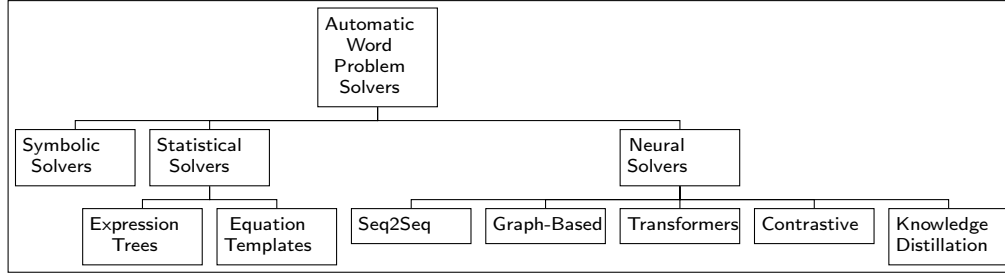 Automatic
Word
Problem
Solvers
Symbolic
Solvers
Statistical
Solvers
Neural
Solvers
Expression
Trees
Equation
Templates
Seq2Seq
Graph-Based
Transformers
Contrastive
Knowledge
Distillation